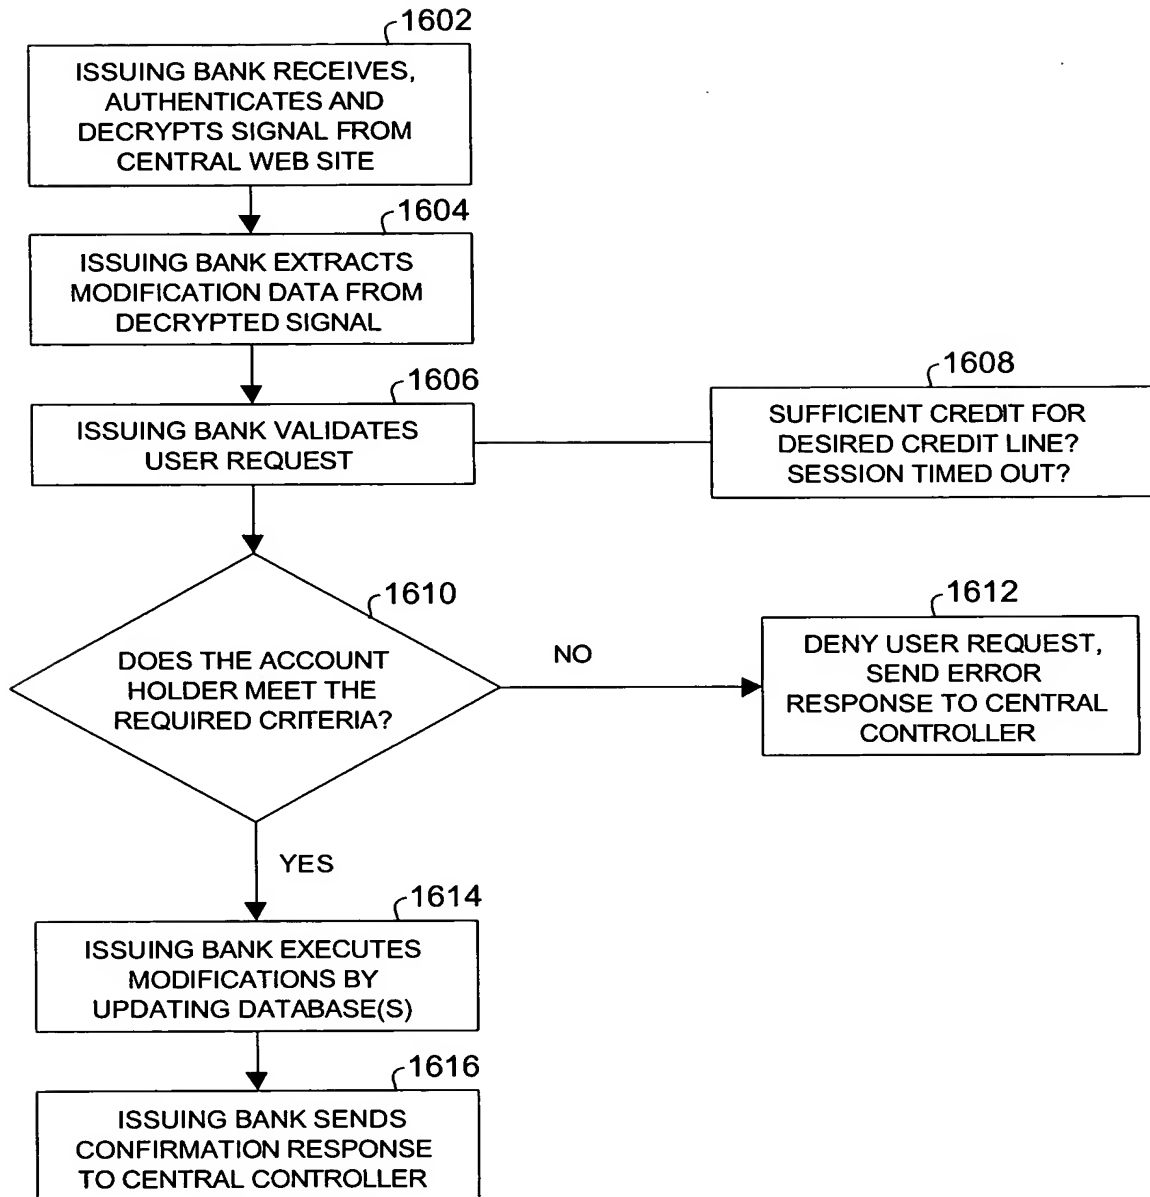 1602
ISSUING BANK RECEIVES,
AUTHENTICATES AND
DECRYPTS SIGNAL FROM
CENTRAL WEB SITE
1604
ISSUING BANK EXTRACTS
MODIFICATION DATA FROM
DECRYPTED SIGNAL
1606
ISSUING BANK VALIDATES
USER REQUEST
1608
SUFFICIENT CREDIT FOR
DESIRED CREDIT LINE?
SESSION TIMED OUT?
1610
DOES THE ACCOUNT
HOLDER MEET THE
REQUIRED CRITERIA?
NO
1612
DENY USER REQUEST,
SEND ERROR
RESPONSE TO CENTRAL
CONTROLLER
YES
1614
ISSUING BANK EXECUTES
MODIFICATIONS BY
UPDATING DATABASE(S)
1616
ISSUING BANK SENDS
CONFIRMATION RESPONSE
TO CENTRAL CONTROLLER